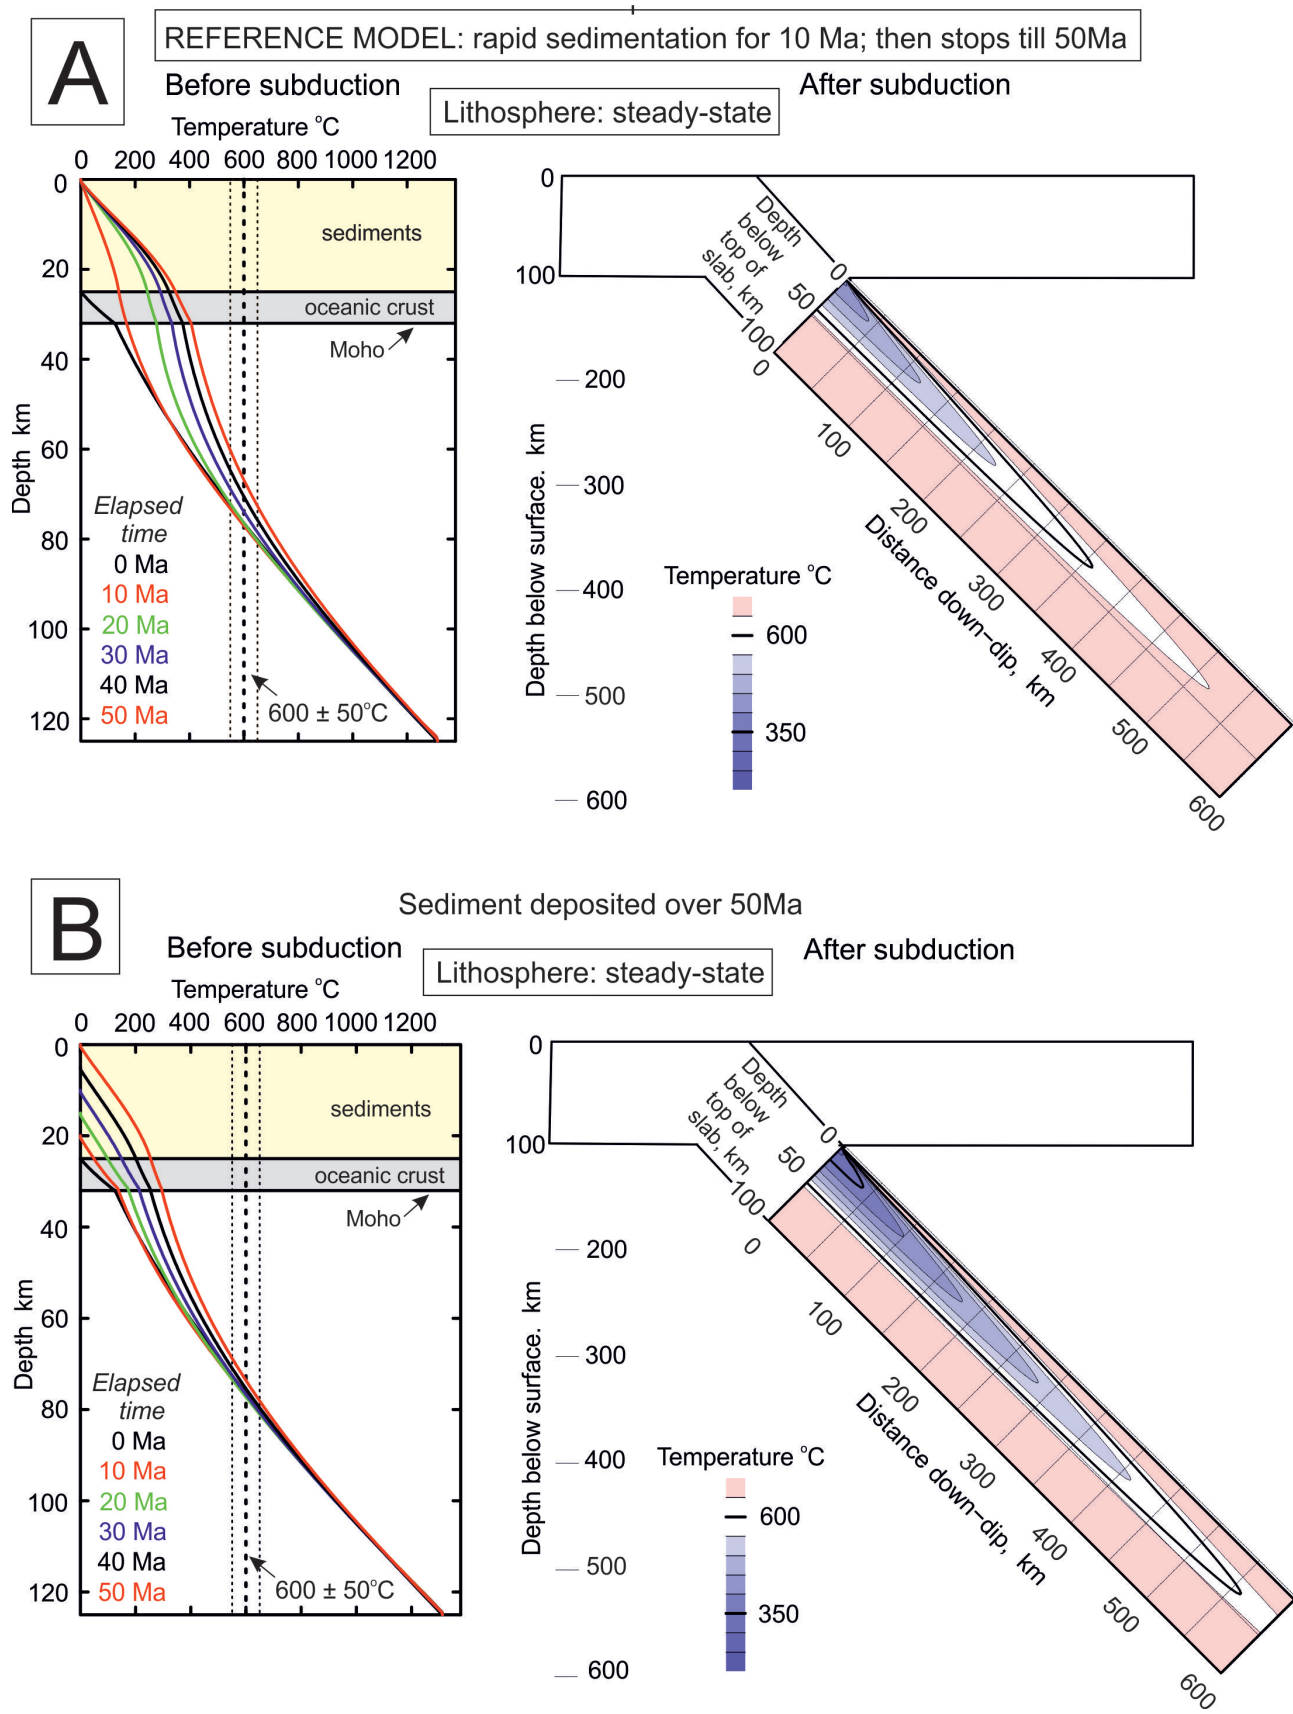 A
REFERENCE MODEL: rapid sedimentation for 10 Ma; then stops till 50Ma
Before subduction
After subduction
Lithosphere: steady-state
Temperature °C
0 200 400 600 800 1000 1200
0
20
40
60
80
100
120
Depth km
sediments
oceanic crust
Moho
Elapsed
time
0 Ma
10 Ma
20 Ma
30 Ma
40 Ma
50 Ma
600 ± 50°C
0
100
200
300
400
500
600
Depth below surface. km
Depth
below
top of
slab, km
0
50
100
0
100
200
300
400
500
600
Distance down-dip, km
Temperature °C
600
350
B
Sediment deposited over 50Ma
Before subduction
After subduction
Lithosphere: steady-state
Temperature °C
0 200 400 600 800 1000 1200
0
20
40
60
80
100
120
Depth km
sediments
oceanic crust
Moho
Elapsed
time
0 Ma
10 Ma
20 Ma
30 Ma
40 Ma
50 Ma
600 ± 50°C
0
100
200
300
400
500
600
Depth below surface. km
Depth
below
top of
slab, km
0
50
100
0
100
200
300
400
500
600
Distance down-dip, km
Temperature °C
600
350